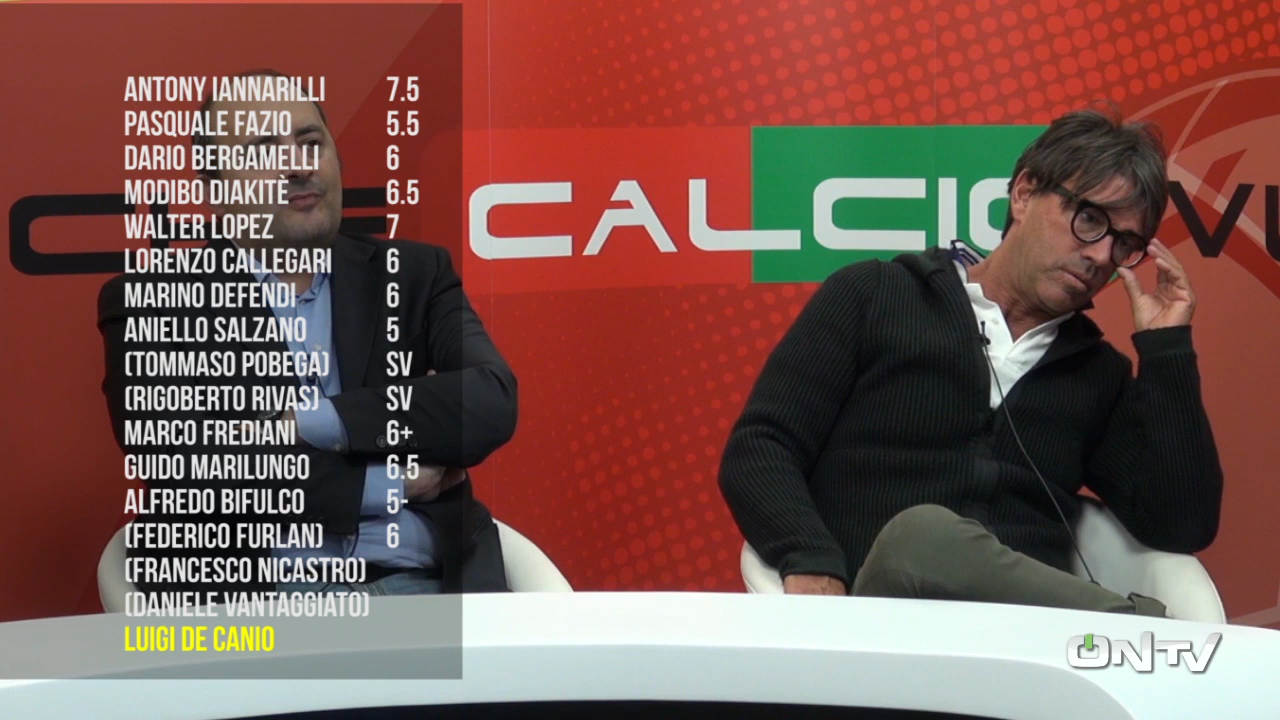 ANTONY IANNARILLI 7.5
PASQUALE FAZIO 5.5
DARIO BERGAMELLI 6
MODIBO DIAKITÈ 6.5
WALTER LOPEZ 7
LORENZO CALLEGARI 6
MARINO DEFENDI 6
ANIELLO SALZANO 5
(TOMMASO POBEGA) SV
(RIGOBERTO RIVAS) SV
MARCO FREDIANI 6+
GUIDO MARILUNGO 6.5
ALFREDO BIFULCO 5-
(FEDERICO FURLAN) 6
(FRANCESCO NICASTRO)
(DANIELE VANTAGGIATO)
LUIGI DE CANIO
CALCIO
ONTV